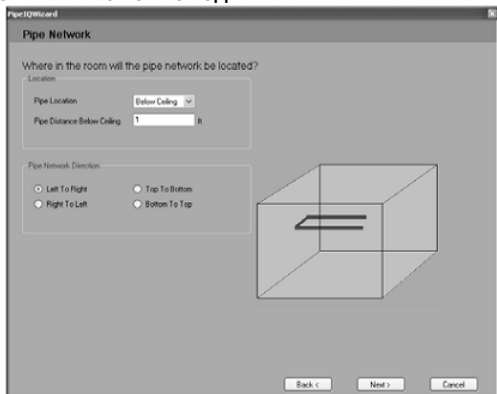 PipeIQWizard
Pipe Network
Where in the room will the pipe network be located?
Location
Pipe Location
Below Ceiling
Pipe Distance Below Ceiling
1
ft
Pipe Network Direction
Left To Right
Top To Bottom
Right To Left
Bottom To Top
Back <
Next >
Cancel